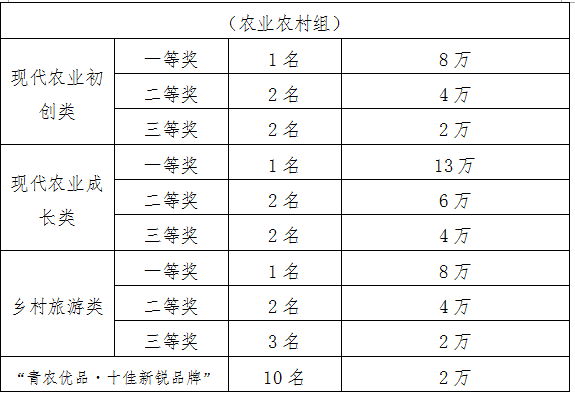 （农业农村组）
现代农业初创类 一等奖 1名 8万
二等奖 2名 4万
三等奖 2名 2万
现代农业成长类 一等奖 1名 13万
二等奖 2名 6万
三等奖 2名 4万
乡村旅游类 一等奖 1名 8万
二等奖 2名 4万
三等奖 3名 2万
“青农优品·十佳新锐品牌” 10名 2万